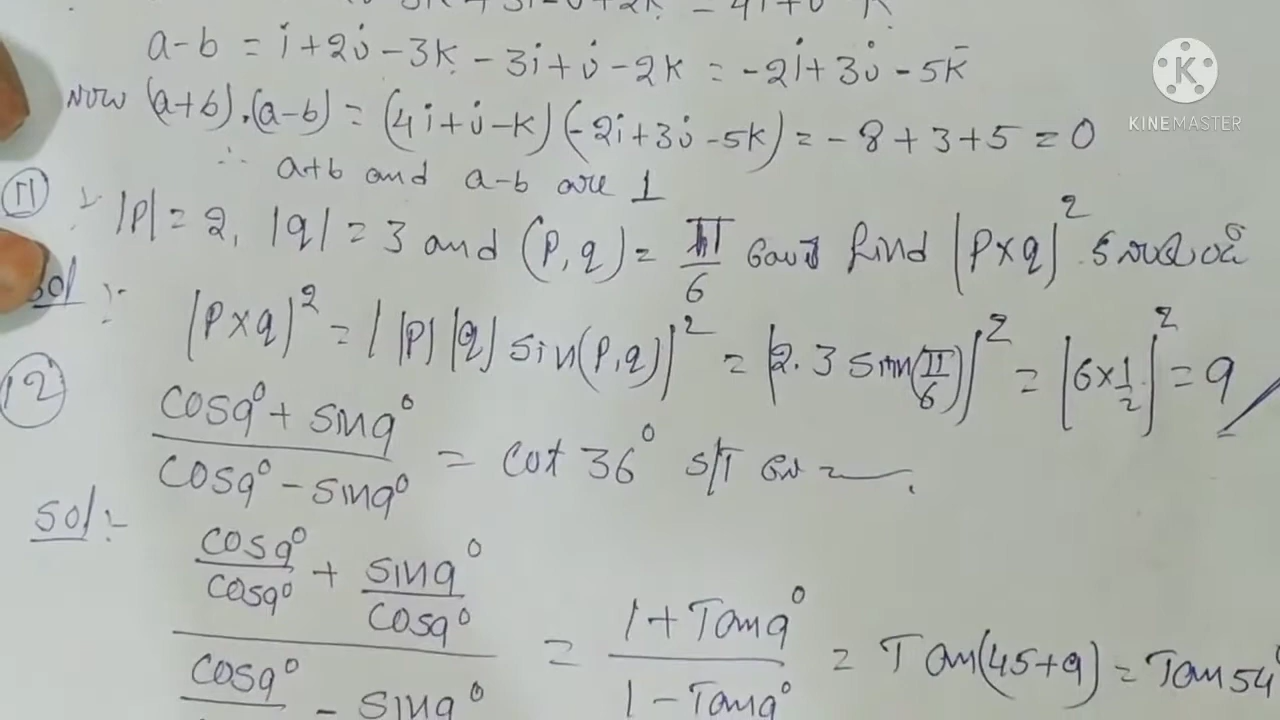 a-b = i+2j-3k - 3i+j-2k = -2i+3j-5k̄
Now (a+b).(a-b) = (4i+j-k)(-2i+3j-5k) = -8+3+5 = 0
∴ a+b and a-b are ⊥
11 :- |P| = 2, |q| = 3 and (P,q) = π/6 find |P×q|²
Sol :- |P×q|² = ||P| |q| sin(P,q)|² = |2.3 sin(π/6)|² = |6×1/2|² = 9
12 (cos9°+sin9°)/(cos9°-sin9°) = cot 36° S/T
Sol :-
(cos9°/cos9° + sin9°/cos9°)/(cos9° - sin9° = (1+Tan9°)/(1-Tan9°) = Tan(45+9) = Tan54°
KINEMASTER